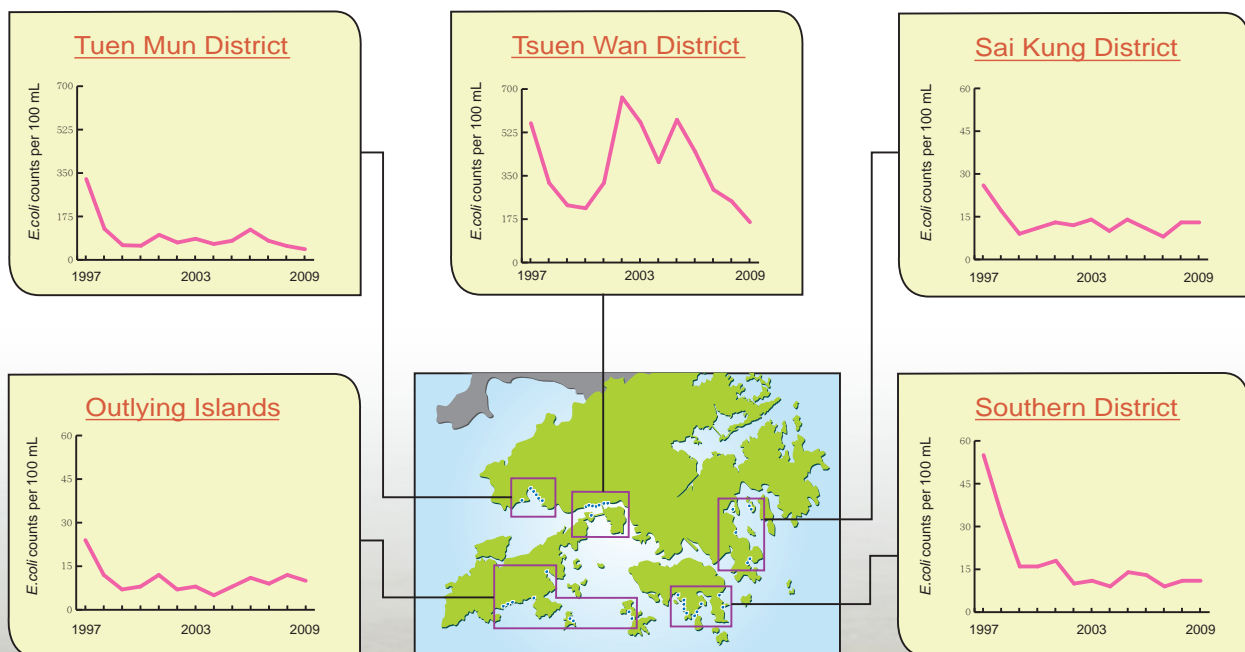 Tuen Mun District
E.coli counts per 100 mL
700
525
350
175
0
1997 2003 2009
Tsuen Wan District
E.coli counts per 100 mL
700
525
350
175
0
1997 2003 2009
Sai Kung District
E.coli counts per 100 mL
60
45
30
15
0
1997 2003 2009
Outlying Islands
E.coli counts per 100 mL
60
45
30
15
0
1997 2003 2009
Southern District
E.coli counts per 100 mL
60
45
30
15
0
1997 2003 2009